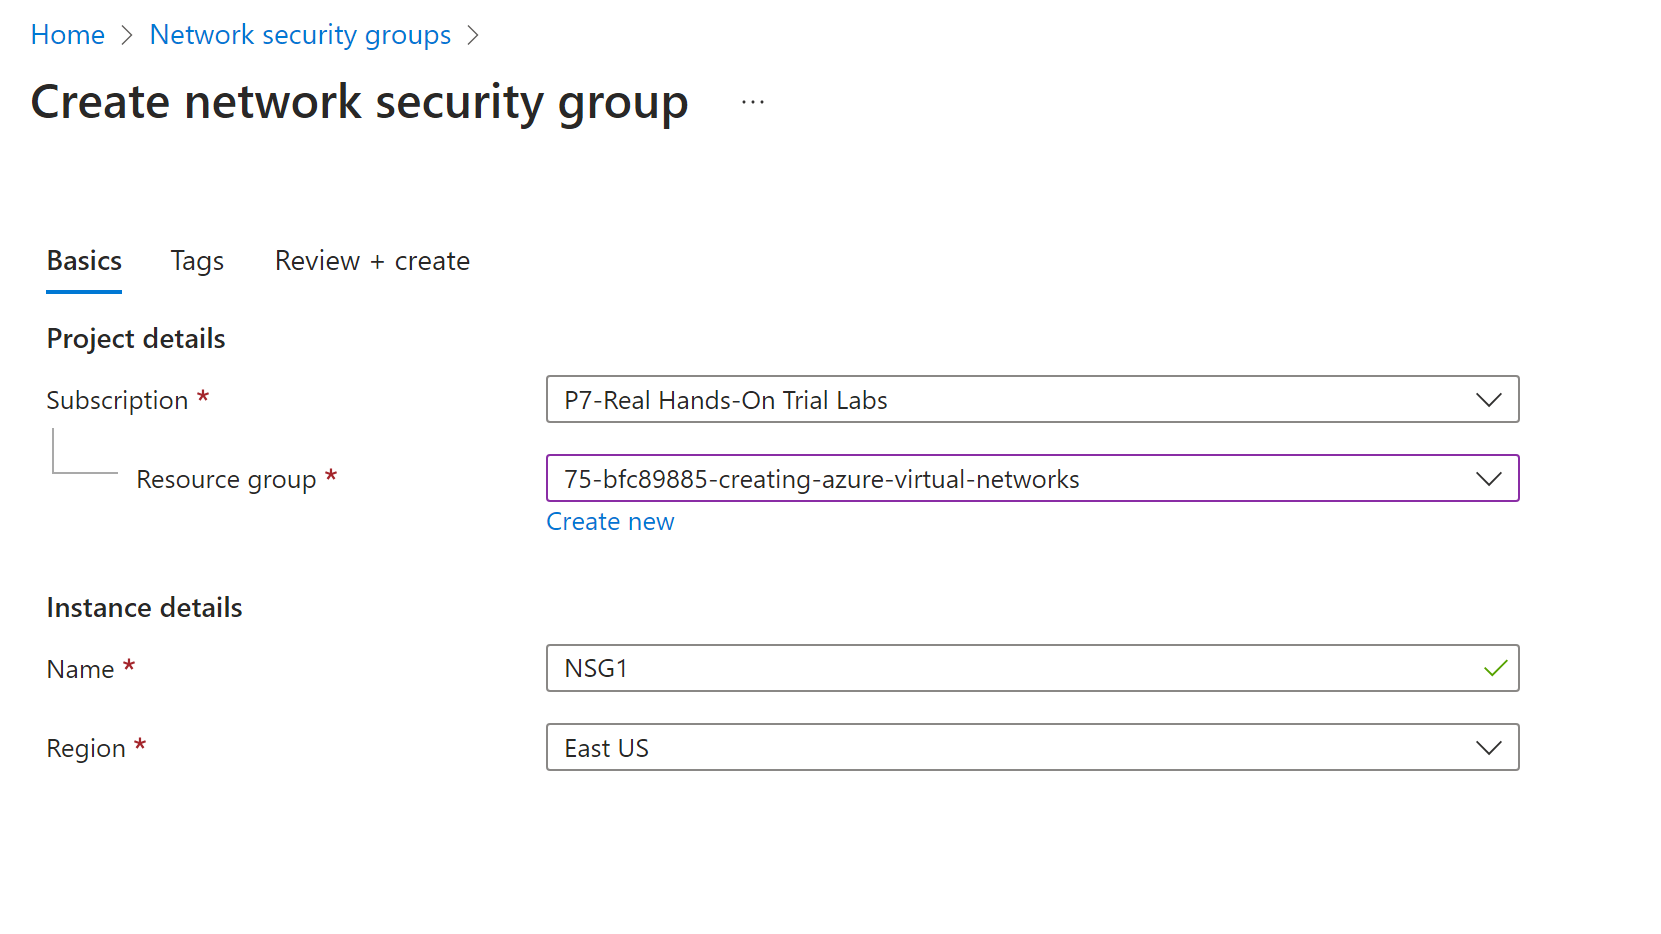 Home > Network security groups >
Create network security group ...
Basics Tags Review + create
Project details
Subscription * P7-Real Hands-On Trial Labs
Resource group * 75-bfc89885-creating-azure-virtual-networks
Create new
Instance details
Name * NSG1
Region * East US